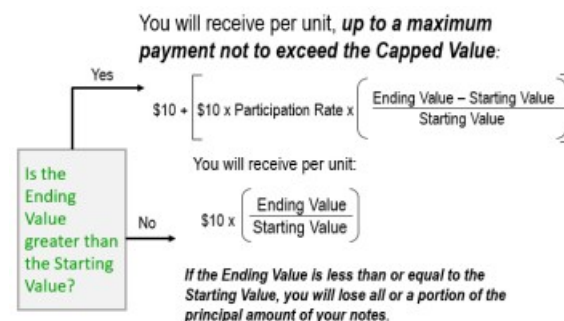 You will receive per unit, up to a maximum
payment not to exceed the Capped Value:
Yes
$10 + [ $10 x Participation Rate x ( Ending Value – Starting Value
Starting Value ) ]
You will receive per unit:
Is the
Ending
Value
greater than
the Starting
Value?
No
$10 x ( Ending Value
Starting Value )
If the Ending Value is less than or equal to the
Starting Value, you will lose all or a portion of the
principal amount of your notes.